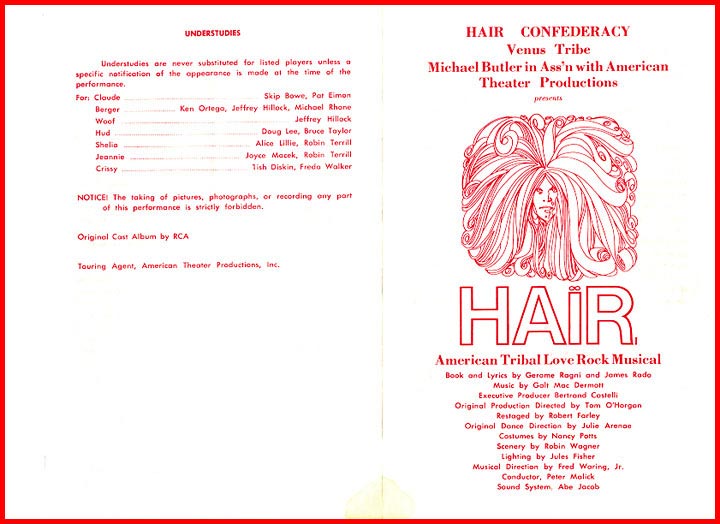 UNDERSTUDIES
Understudies are never substituted for listed players unless a
specific notification of the appearance is made at the time of the
performance.
For: Claude ........ Skip Bowe, Pat Eiman
Berger ........ Ken Ortega, Jeffrey Hillock, Michael Rhone
Woof ........ Jeffrey Hillock
Hud ........ Doug Lee, Bruce Taylor
Shelia ........ Alice Lillie, Robin Terrill
Jeannie ........ Joyce Macek, Robin Terrill
Crissy ........ Tish Diskin, Freda Walker
NOTICE! The taking of pictures, photographs, or recording any part
of this performance is strictly forbidden.
Original Cast Album by RCA
Touring Agent, American Theater Productions, Inc.
HAIR CONFEDERACY
Venus Tribe
Michael Butler in Ass'n with American
Theater Productions
presents
HAÏR
American Tribal Love Rock Musical
Book and Lyrics by Gerome Ragni and James Rado
Music by Galt Mac Dermott
Executive Producer Bertrand Castelli
Original Production Directed by Tom O'Horgan
Restaged by Robert Farley
Original Dance Direction by Julie Arenae
Costumes by Nancy Potts
Scenery by Robin Wagner
Lighting by Jules Fisher
Musical Direction by Fred Waring, Jr.
Conductor, Peter Malick
Sound System, Abe Jacob